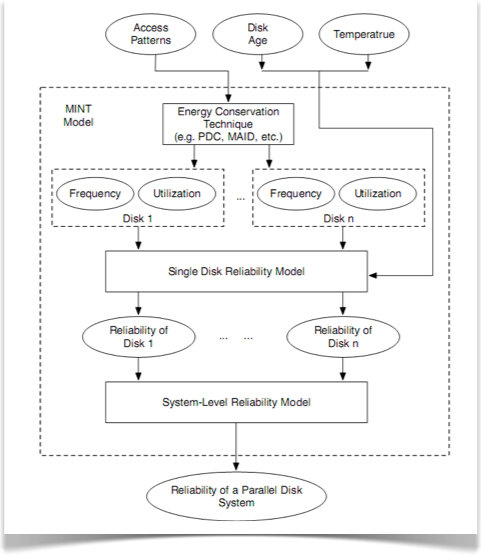 Access
Patterns
Disk
Age
Temperatrue
MINT
Model
Energy Conservation
Technique
(e.g. PDC, MAID, etc.)
Frequency
Utilization
Disk 1
...
Frequency
Utilization
Disk n
Single Disk Reliability Model
Reliability of
Disk 1
... ...
Reliability of
Disk n
System-Level Reliability Model
Reliability of a Parallel Disk
System